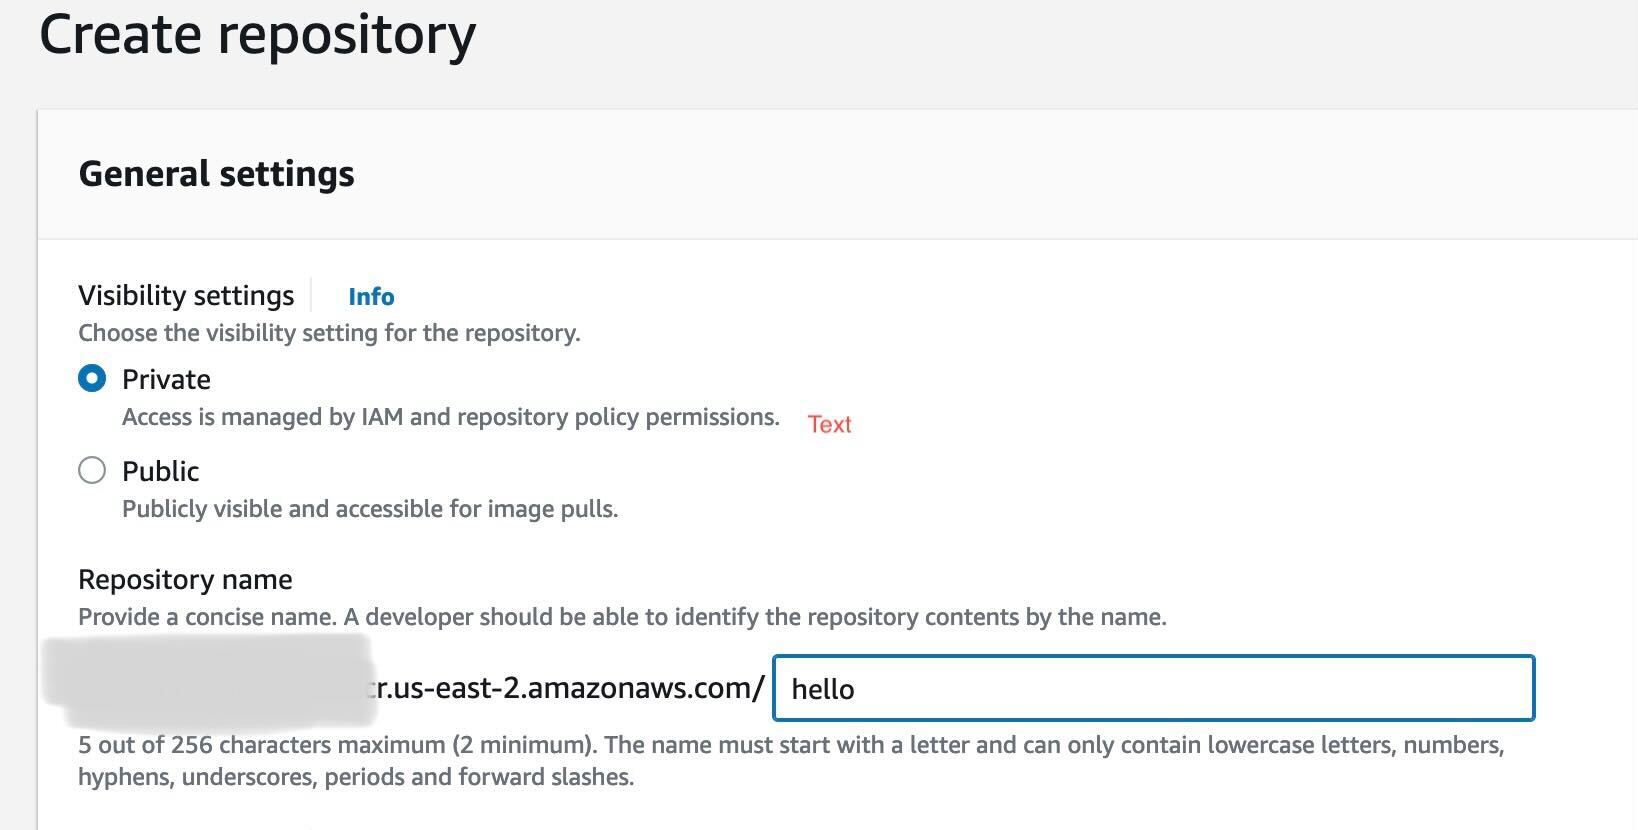 Create repository
General settings
Visibility settings Info
Choose the visibility setting for the repository.
Private
Access is managed by IAM and repository policy permissions. Text
Public
Publicly visible and accessible for image pulls.
Repository name
Provide a concise name. A developer should be able to identify the repository contents by the name.
cr.us-east-2.amazonaws.com/ hello
5 out of 256 characters maximum (2 minimum). The name must start with a letter and can only contain lowercase letters, numbers,
hyphens, underscores, periods and forward slashes.